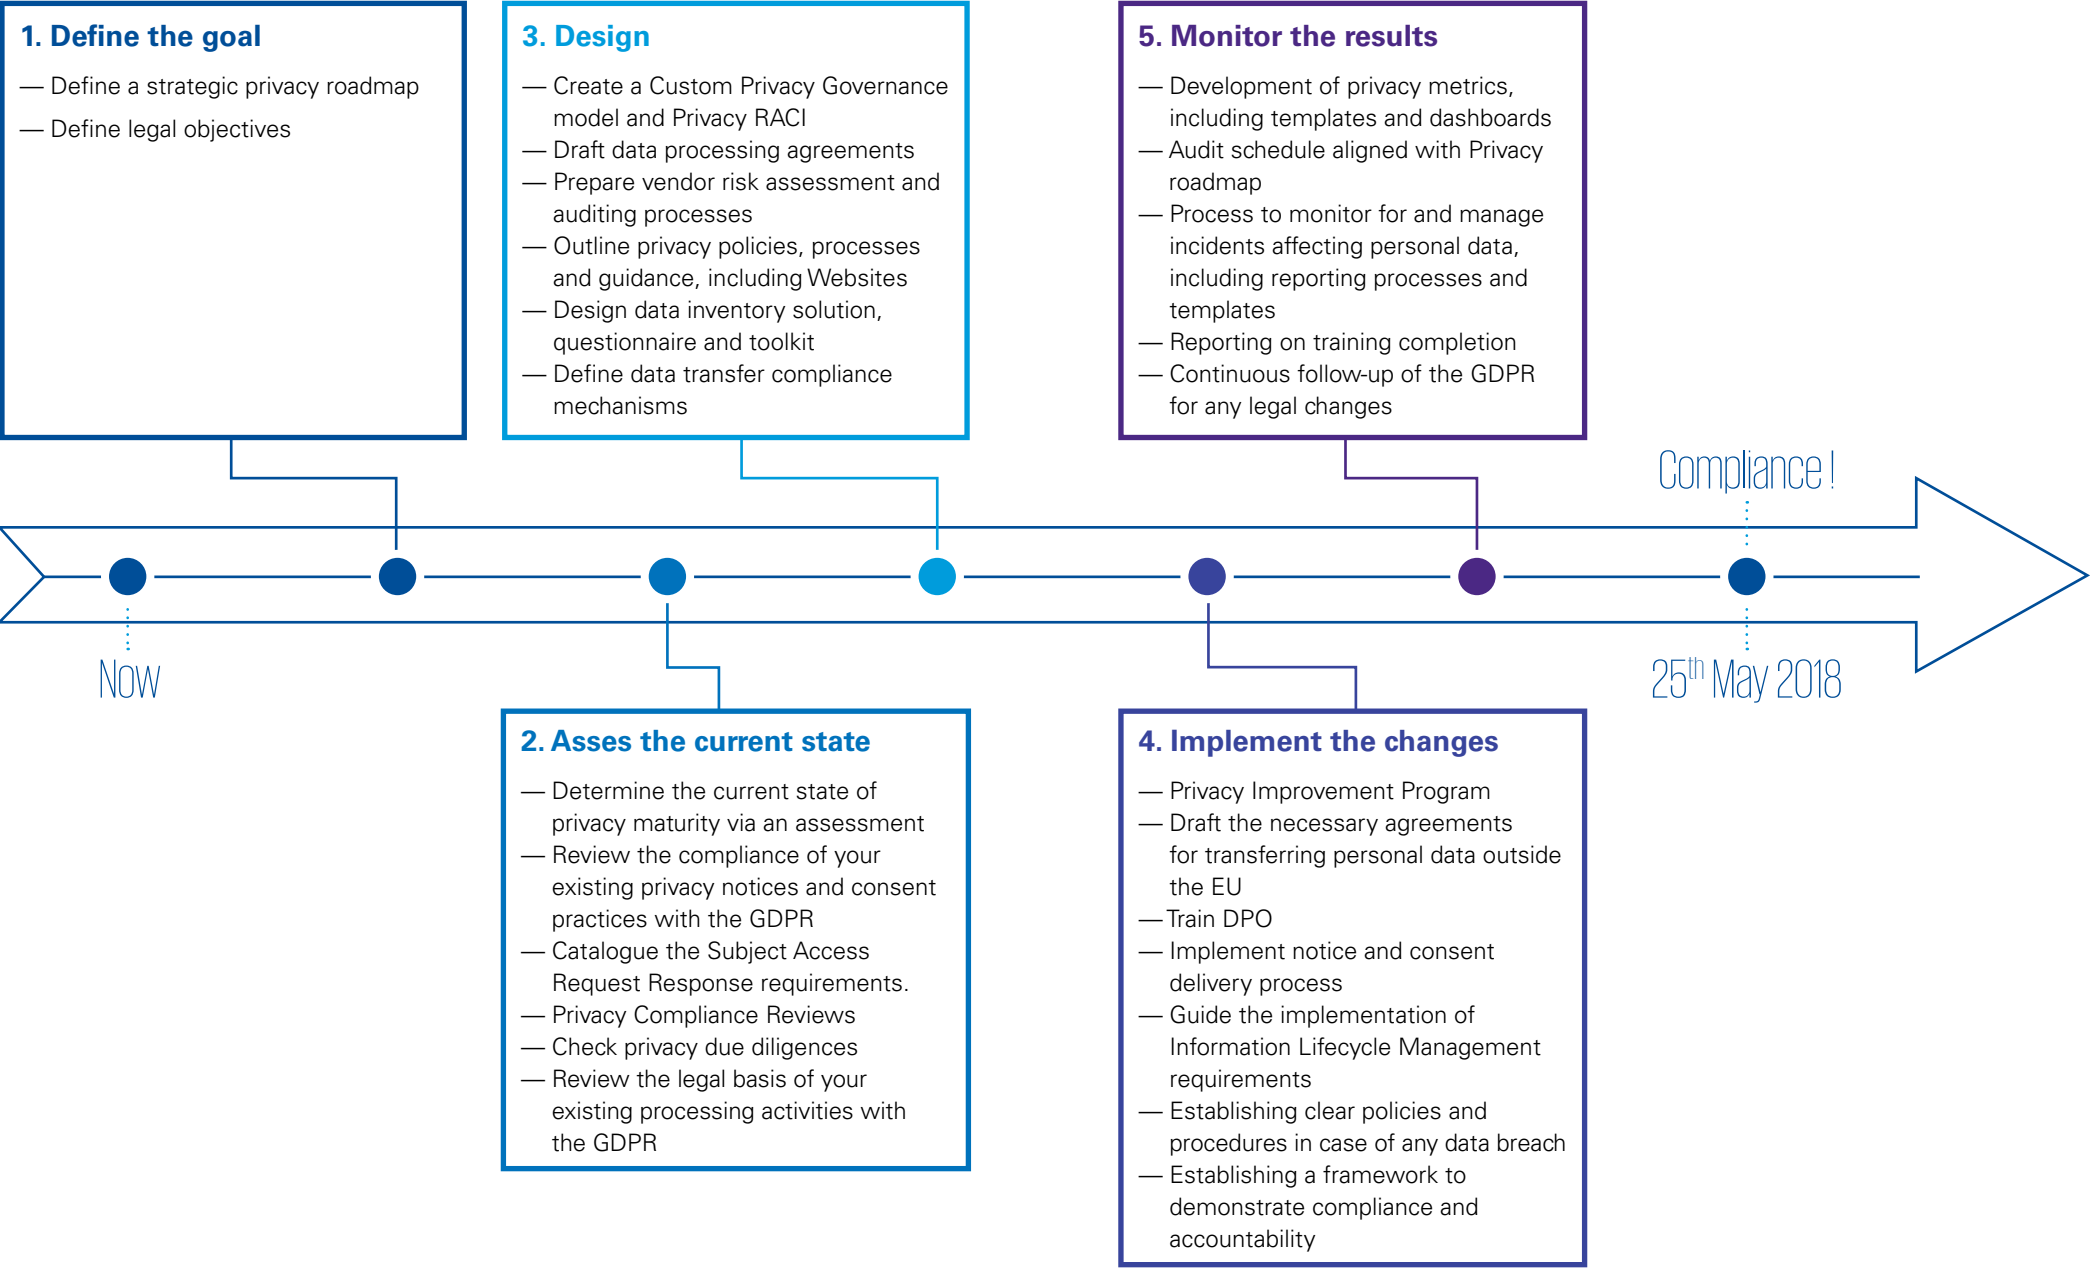 1. Define the goal
— Define a strategic privacy roadmap
— Define legal objectives
3. Design
— Create a Custom Privacy Governance
model and Privacy RACI
— Draft data processing agreements
— Prepare vendor risk assessment and
auditing processes
— Outline privacy policies, processes
and guidance, including Websites
— Design data inventory solution,
questionnaire and toolkit
— Define data transfer compliance
mechanisms
5. Monitor the results
— Development of privacy metrics,
including templates and dashboards
— Audit schedule aligned with Privacy
roadmap
— Process to monitor for and manage
incidents affecting personal data,
including reporting processes and
templates
— Reporting on training completion
— Continuous follow-up of the GDPR
for any legal changes
Compliance !
Now
25th May 2018
2. Asses the current state
— Determine the current state of
privacy maturity via an assessment
— Review the compliance of your
existing privacy notices and consent
practices with the GDPR
— Catalogue the Subject Access
Request Response requirements.
— Privacy Compliance Reviews
— Check privacy due diligences
— Review the legal basis of your
existing processing activities with
the GDPR
4. Implement the changes
— Privacy Improvement Program
— Draft the necessary agreements
for transferring personal data outside
the EU
— Train DPO
— Implement notice and consent
delivery process
— Guide the implementation of
Information Lifecycle Management
requirements
— Establishing clear policies and
procedures in case of any data breach
— Establishing a framework to
demonstrate compliance and
accountability